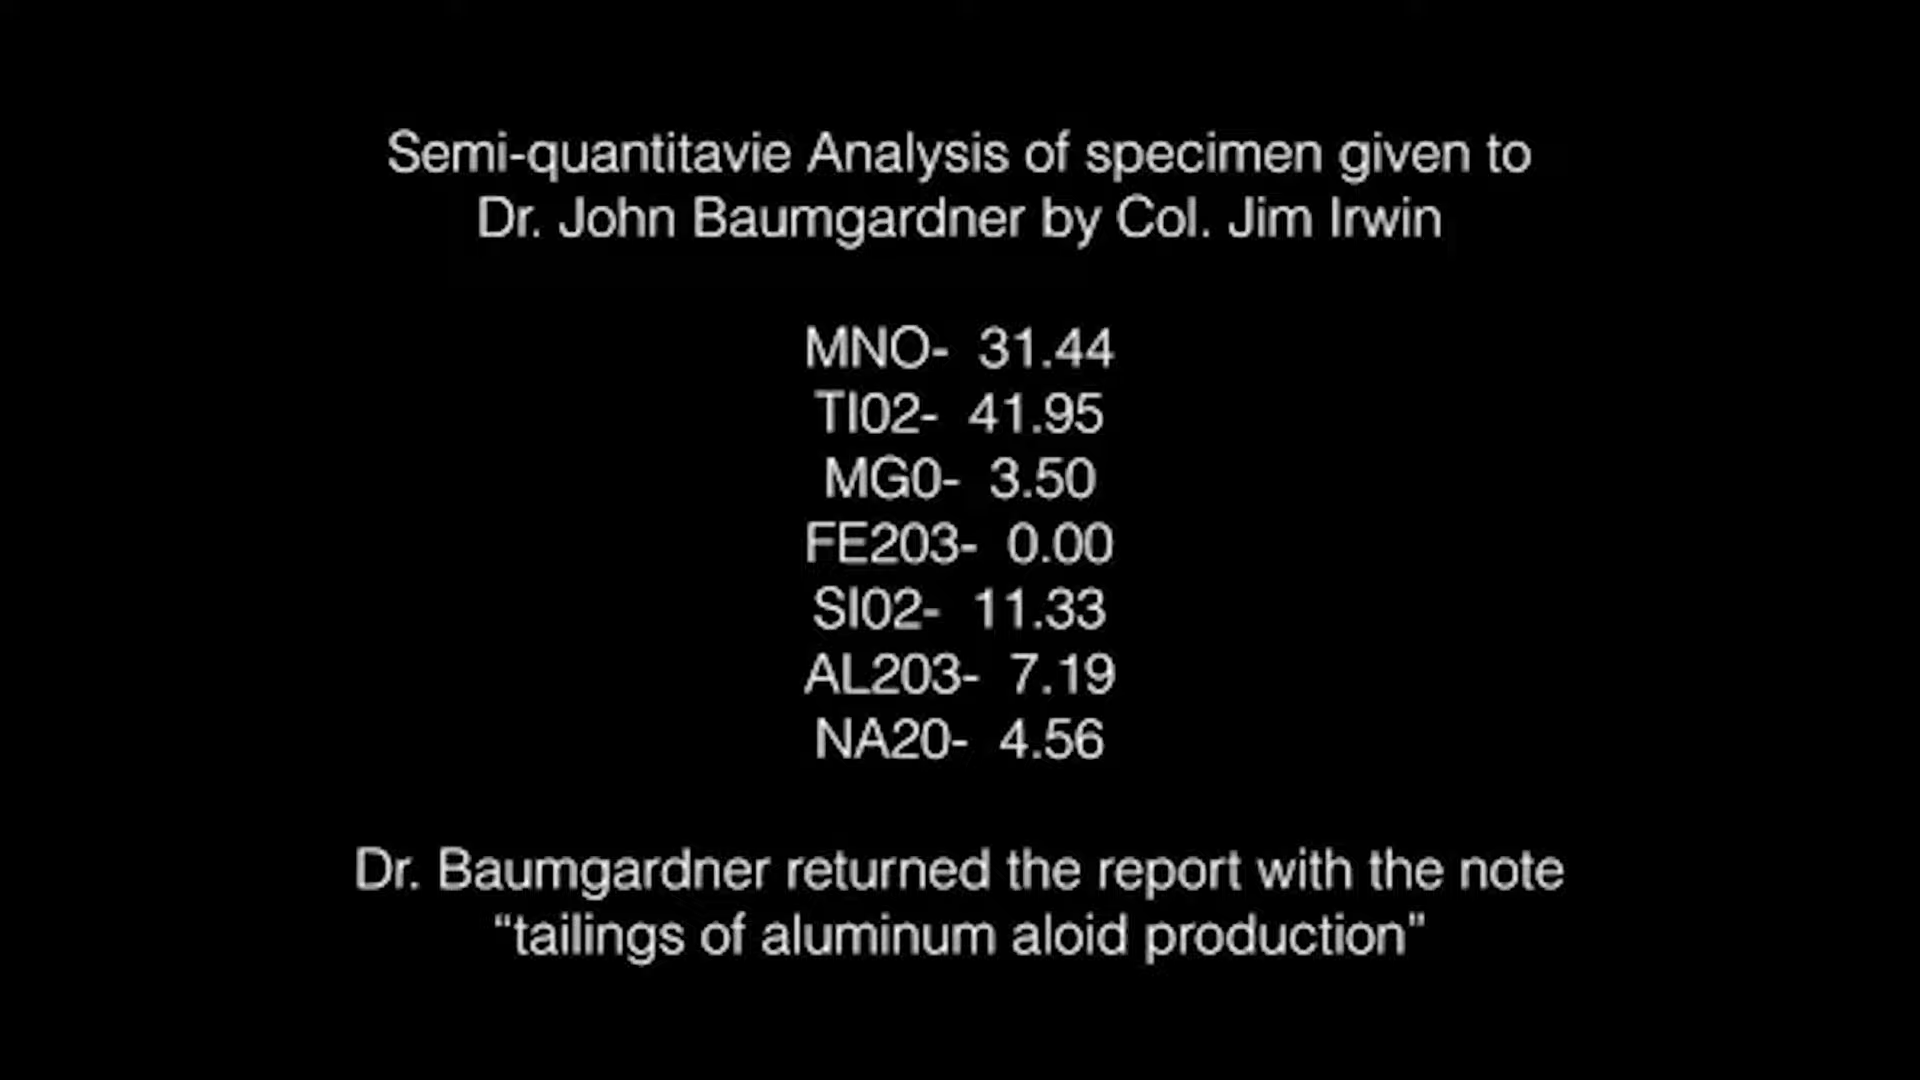 Semi-quantitavie Analysis of specimen given to
Dr. John Baumgardner by Col. Jim Irwin
MNO- 31.44
TI02- 41.95
MG0- 3.50
FE203- 0.00
SI02- 11.33
AL203- 7.19
NA20- 4.56
Dr. Baumgardner returned the report with the note
“tailings of aluminum aloid production”